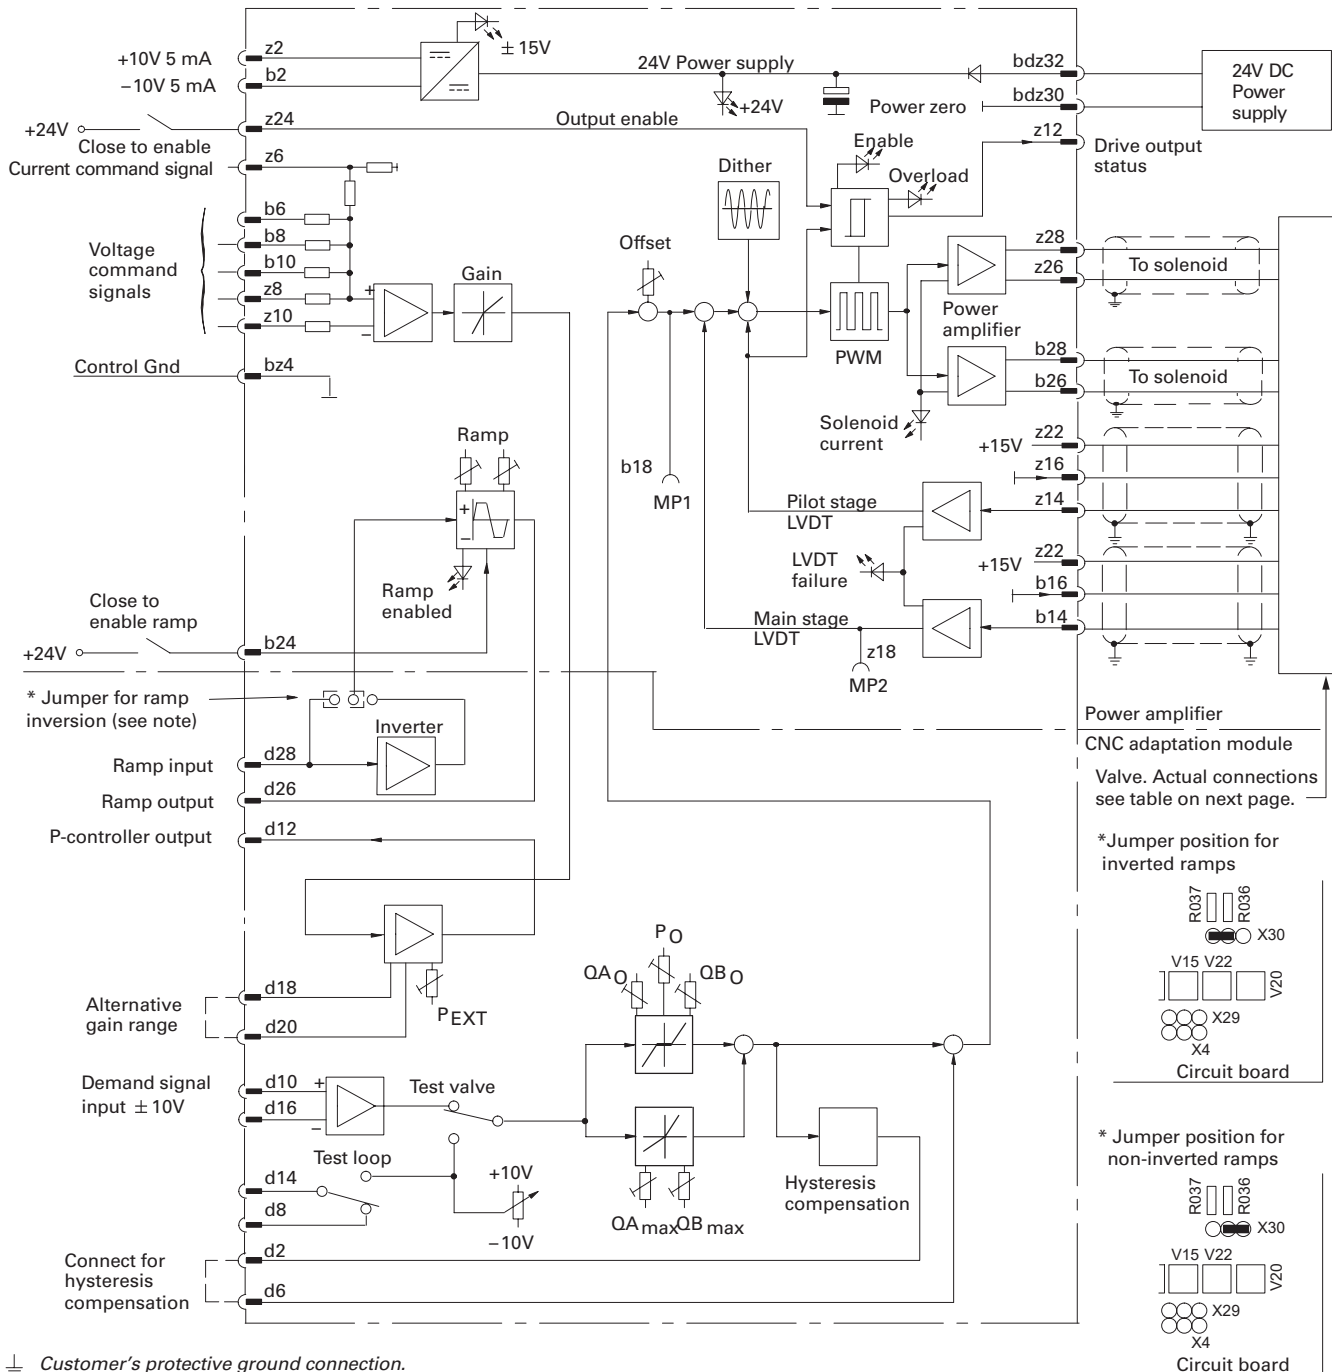 +10V 5 mA
z2
−10V 5 mA
b2
± 15V
24V Power supply
+24V
bdz32
Power zero
bdz30
24V DC
Power
supply
+24V
Close to enable
z24
Output enable
z12
Drive output
status
Current command signal
z6
Enable
Overload
Dither
Voltage
command
signals
b6
b8
b10
z8
z10
+
−
Gain
Offset
PWM
Power
amplifier
z28
z26
To solenoid
b28
b26
To solenoid
Control Gnd
bz4
Solenoid
current
+15V
z22
z16
z14
Ramp
b18
MP1
Pilot stage
LVDT
+
−
Ramp
enabled
LVDT
failure
+15V
z22
b16
b14
Main stage
LVDT
z18
MP2
Close to
enable ramp
+24V
b24
* Jumper for ramp
inversion (see note)
Inverter
Power amplifier
CNC adaptation module
Valve. Actual connections
see table on next page.
Ramp input
d28
Ramp output
d26
P-controller output
d12
*Jumper position for
inverted ramps
R037
R036
X30
V15 V22
V20
X29
X4
Circuit board
Alternative
gain range
d18
d20
PEXT
PO
QAO
QBO
Demand signal
input ± 10V
d10
d16
+
−
Test valve
Test loop
d14
d8
+10V
−10V
QAmax
QBmax
Hysteresis
compensation
* Jumper position for
non-inverted ramps
R037
R036
X30
V15 V22
V20
X29
X4
Circuit board
Connect for
hysteresis
compensation
d2
d6
Customer's protective ground connection.